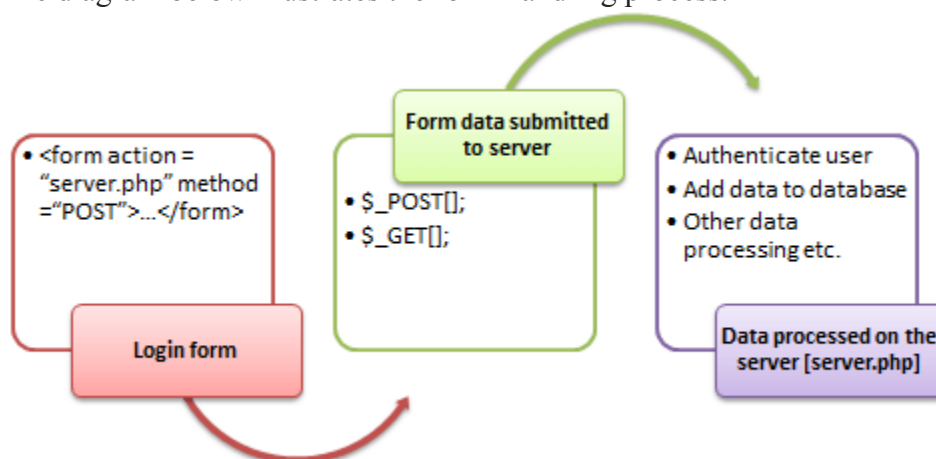 • <form action =
“server.php” method
=“POST”>…</form>
Login form
Form data submitted
to server
• $_POST[];
• $_GET[];
• Authenticate user
• Add data to database
• Other data
processing etc.
Data processed on the
server [server.php]